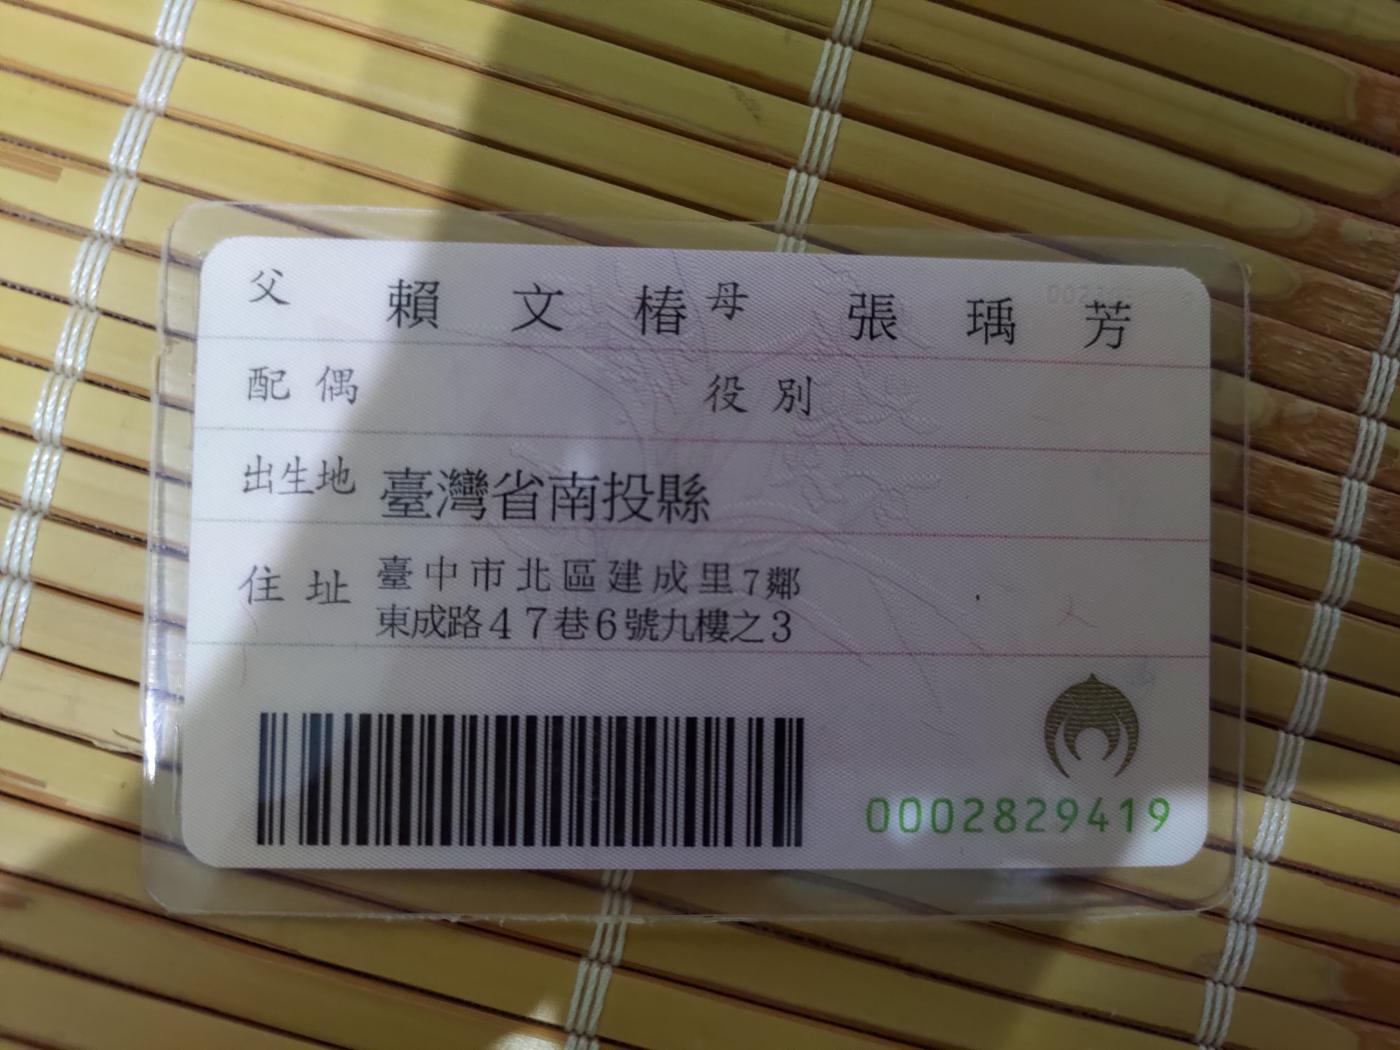 父 賴文椿 母 張瑀芳
配偶 役別
出生地 臺灣省南投縣
住址 臺中市北區建成里7鄰
東成路47巷6號九樓之3
0002829419